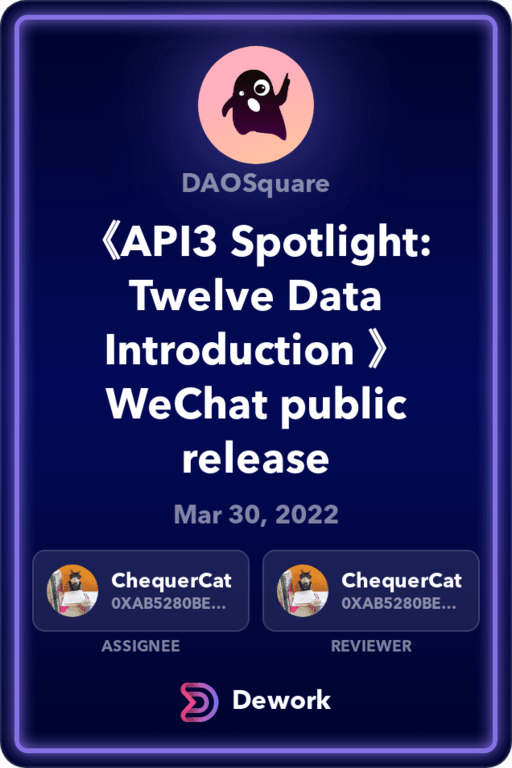 DAOSquare
《API3 Spotlight:
Twelve Data
Introduction 》
WeChat public
release
Mar 30, 2022
ChequerCat
0XAB5280BE...
ASSIGNEE
ChequerCat
0XAB5280BE...
REVIEWER
Dework